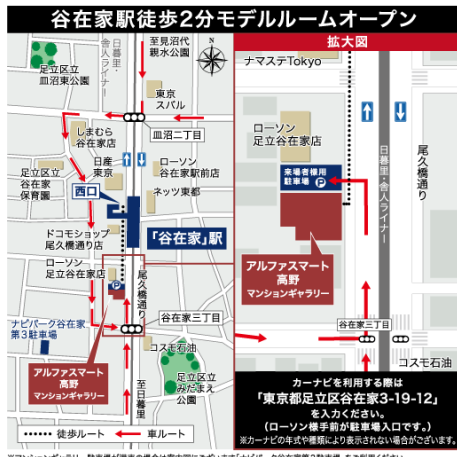 谷在家駅徒歩2分モデルルームオープン
至見沼代
親水公園
日暮里・
舎人ライナー
N
足立区立
皿沼東公園
東京
スバル
しまむら
谷在家店
皿沼二丁目
日産
東京
ローソン
谷在家駅前店
足立区立
谷在家
保育園
西口
ネッツ東都
ドコモショップ
尾久橋通り店
「谷在家」駅
ローソン
足立谷在家店
尾久橋通り
ナビパーク谷在家
第3駐車場
谷在家三丁目
コスモ石油
アルファスマート
高野
マンションギャラリー
至日暮里
足立区立
みだまえ
公園
徒歩ルート
車ルート
拡大図
ナマステTokyo
ローソン
足立谷在家店
来場者様用
駐車場 P
日暮里・舎人ライナー
尾久橋通り
アルファスマート
高野
マンションギャラリー
谷在家三丁目
コスモ石油
カーナビを利用する際は
「東京都足立区谷在家3-19-12」
を入力ください。
(ローソン様手前が駐車場入口です。)
※カーナビの年式や種類により表示されない場合がございます。